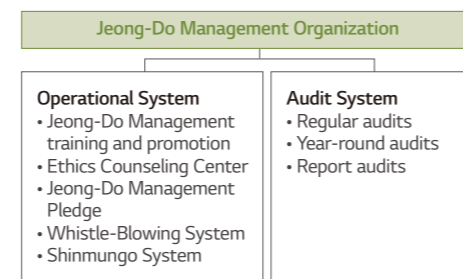 Jeong-Do Management Organization
Operational System
• Jeong-Do Management
training and promotion
• Ethics Counseling Center
• Jeong-Do Management
Pledge
• Whistle-Blowing System
• Shinmungo System
Audit System
• Regular audits
• Year-round audits
• Report audits